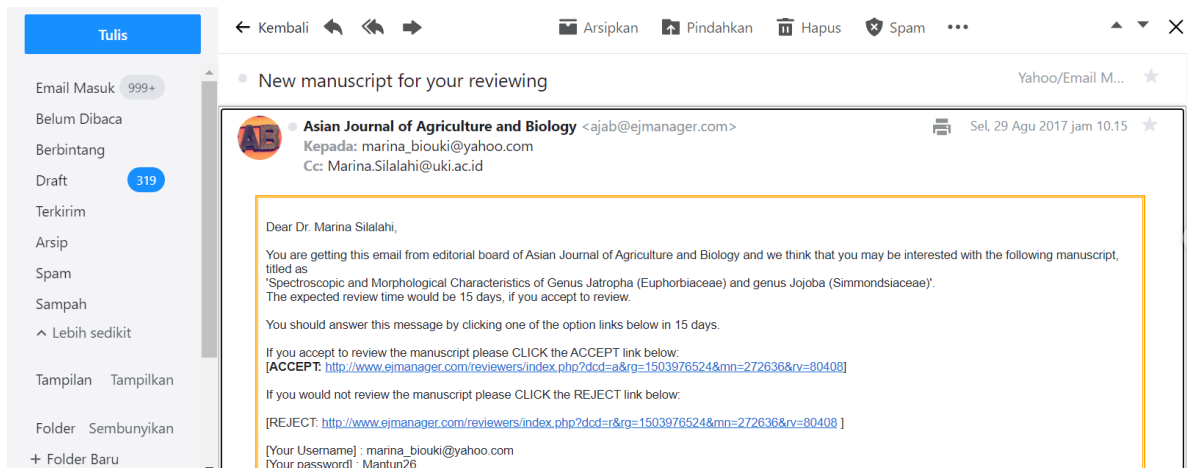 Tulis
Kembali
Arsipkan
Pindahkan
Hapus
Spam
Email Masuk 999+
Belum Dibaca
Berbintang
Draft 319
Terkirim
Arsip
Spam
Sampah
Lebih sedikit
Tampilan Tampilkan
Folder Sembunyikan
+ Folder Baru
New manuscript for your reviewing
Yahoo/Email M...
AB
Asian Journal of Agriculture and Biology <ajab@ejmanager.com>
Sel, 29 Agu 2017 jam 10.15
Kepada: marina_biouki@yahoo.com
Cc: Marina.Silalahi@uki.ac.id
Dear Dr. Marina Silalahi,
You are getting this email from editorial board of Asian Journal of Agriculture and Biology and we think that you may be interested with the following manuscript,
titled as
'Spectroscopic and Morphological Characteristics of Genus Jatropha (Euphorbiaceae) and genus Jojoba (Simmondsiaceae)'.
The expected review time would be 15 days, if you accept to review.
You should answer this message by clicking one of the option links below in 15 days.
If you accept to review the manuscript please CLICK the ACCEPT link below:
[ACCEPT: http://www.ejmanager.com/reviewers/index.php?dcd=a&rg=1503976524&mn=272636&rv=80408]
If you would not review the manuscript please CLICK the REJECT link below:
[REJECT: http://www.ejmanager.com/reviewers/index.php?dcd=r&rg=1503976524&mn=272636&rv=80408 ]
[Your Username] : marina_biouki@yahoo.com
[Your password] : Mantun26